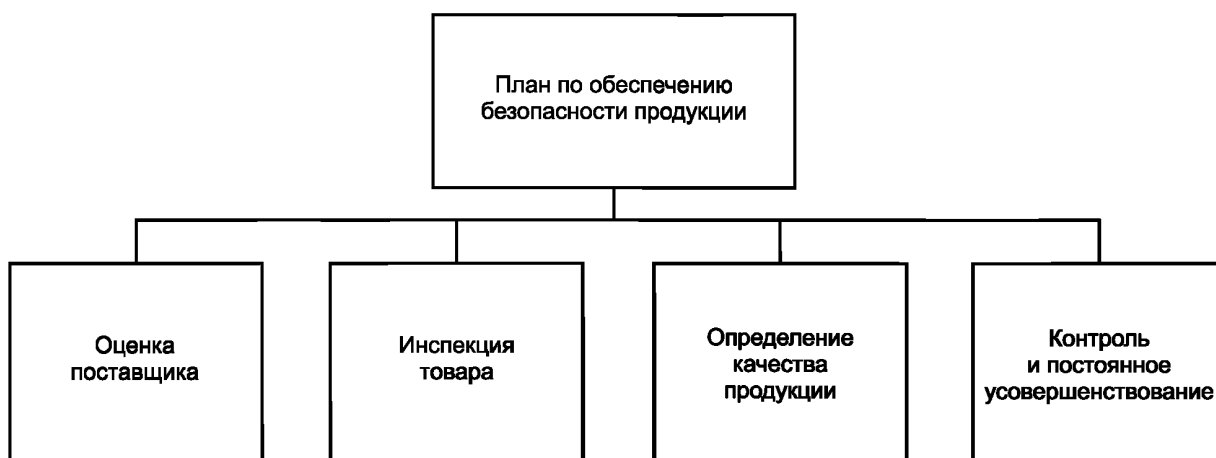 План по обеспечению
безопасности продукции
Оценка
поставщика
Инспекция
товара
Определение
качества
продукции
Контроль
и постоянное
усовершенствование